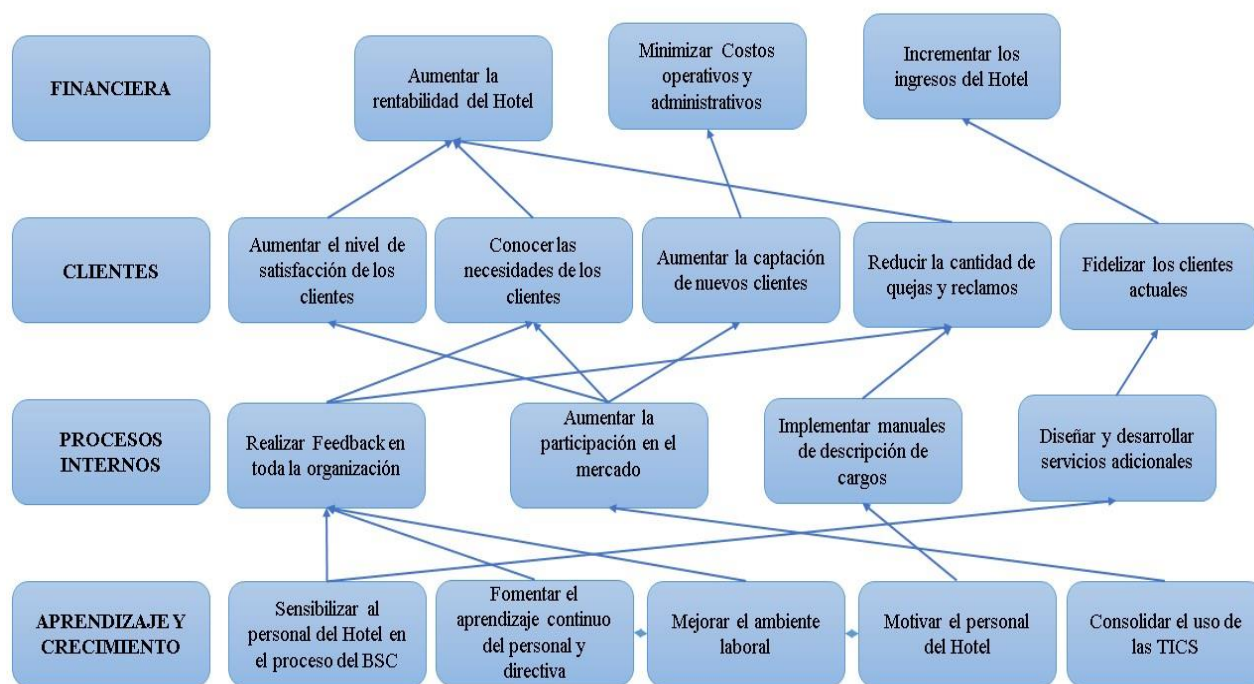 FINANCIERA
Aumentar la
rentabilidad del Hotel
Minimizar Costos
operativos y
administrativos
Incrementar los
ingresos del Hotel
CLIENTES
Aumentar el nivel de
satisfacción de los
clientes
Conocer las
necesidades de los
clientes
Aumentar la captación
de nuevos clientes
Reducir la cantidad de
quejas y reclamos
Fidelizar los clientes
actuales
PROCESOS
INTERNOS
Realizar Feedback en
toda la organización
Aumentar la
participación en el
mercado
Implementar manuales
de descripción de
cargos
Diseñar y desarrollar
servicios adicionales
APRENDIZAJE Y
CRECIMIENTO
Sensibilizar al
personal del Hotel en
el proceso del BSC
Fomentar el
aprendizaje continuo
del personal y
directiva
Mejorar el ambiente
laboral
Motivar el personal
del Hotel
Consolidar el uso de
las TICS